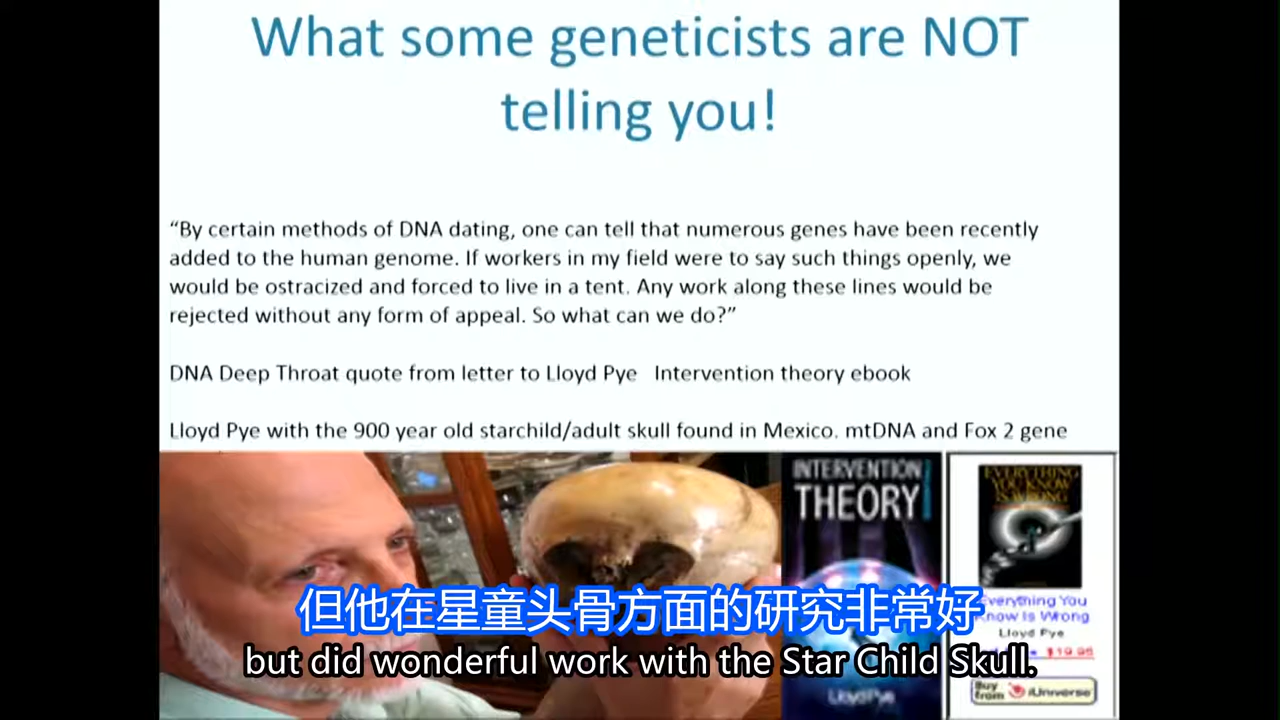 What some geneticists are NOT
telling you!
“By certain methods of DNA dating, one can tell that numerous genes have been recently
added to the human genome. If workers in my field were to say such things openly, we
would be ostracized and forced to live in a tent. Any work along these lines would be
rejected without any form of appeal. So what can we do?”
DNA Deep Throat quote from letter to Lloyd Pye Intervention theory ebook
Lloyd Pye with the 900 year old starchild/adult skull found in Mexico. mtDNA and Fox 2 gene
INTERVENTION
THEORY
Lloyd Pye
EVERYTHING
YOU KNOW
IS WRONG
Everything You
Know Is Wrong
Lloyd Pye
$19.95
Buy
from iUniverse
但他在星童头骨方面的研究非常好
but did wonderful work with the Star Child Skull.